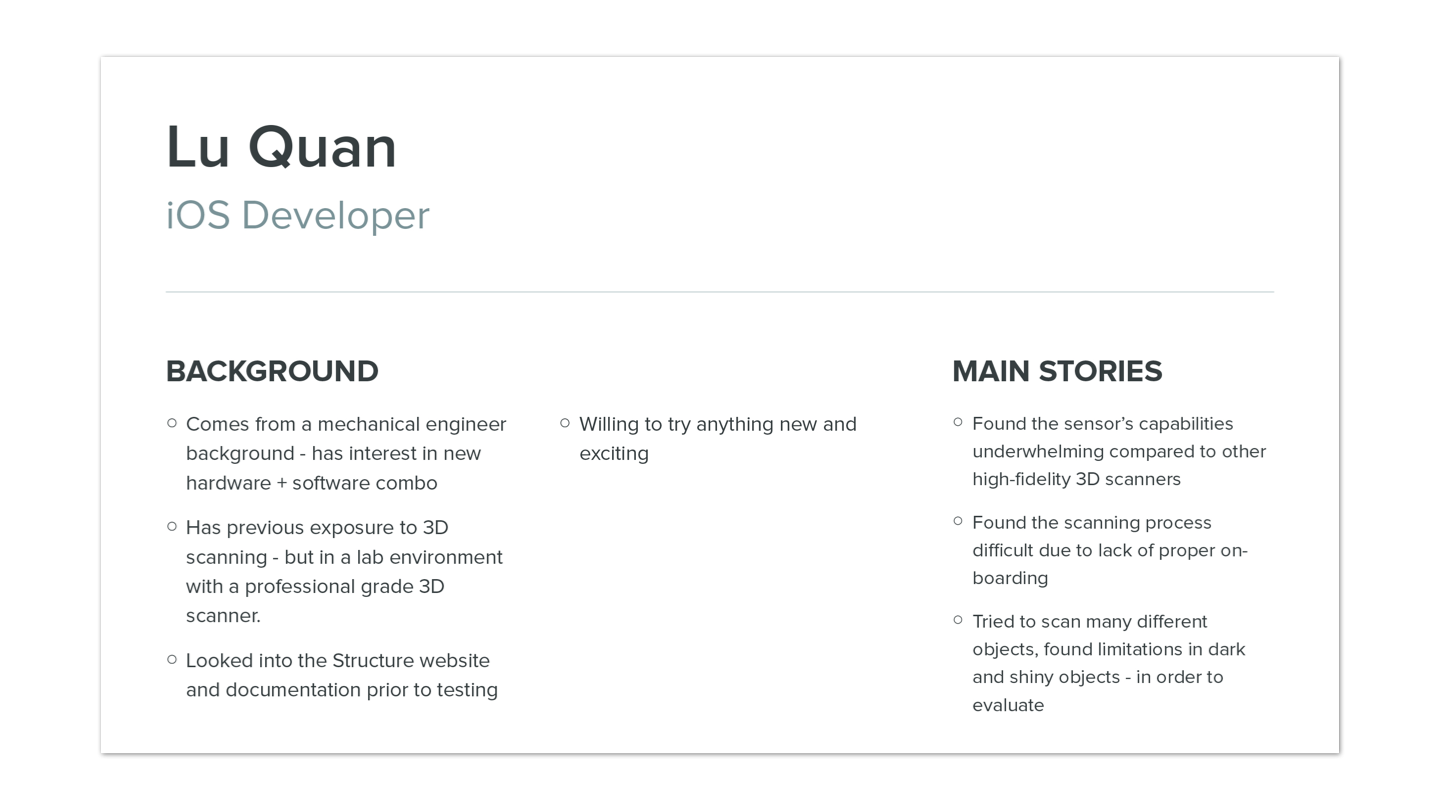 Lu Quan
iOS Developer
BACKGROUND
○ Comes from a mechanical engineer
background - has interest in new
hardware + software combo
○ Has previous exposure to 3D
scanning - but in a lab environment
with a professional grade 3D
scanner.
○ Looked into the Structure website
and documentation prior to testing
○ Willing to try anything new and
exciting
MAIN STORIES
○ Found the sensor’s capabilities
underwhelming compared to other
high-fidelity 3D scanners
○ Found the scanning process
difficult due to lack of proper on-
boarding
○ Tried to scan many different
objects, found limitations in dark
and shiny objects - in order to
evaluate